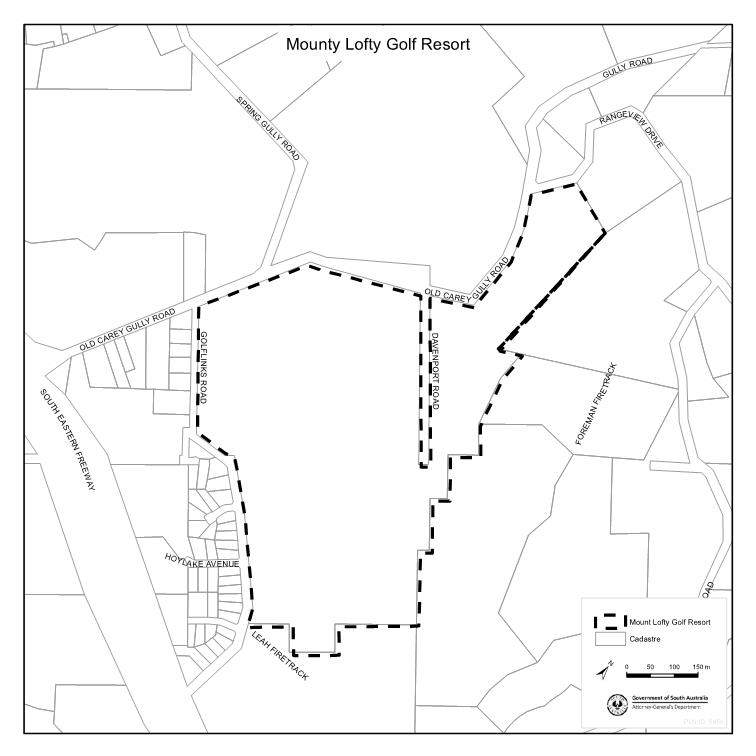 Mounty Lofty Golf Resort
GULLY ROAD
SPRING GULLY ROAD
RANGEVIEW DRIVE
OLD CAREY GULLY ROAD
OLD CAREY GULLY ROAD
GOLFLINKS ROAD
DAVENPORT ROAD
SOUTH EASTERN FREEWAY
FOREMAN FIRETRACK
HOYLAKE AVENUE
LEAH FIRETRACK
OAD
Mount Lofty Golf Resort
Cadastre
N
0 50 100 150 m
Government of South Australia
Attorney-General's Department